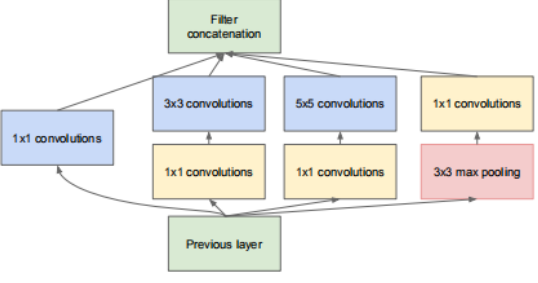 Filter
concatenation
3x3 convolutions
5x5 convolutions
1x1 convolutions
1x1 convolutions
1x1 convolutions
1x1 convolutions
3x3 max pooling
Previous layer